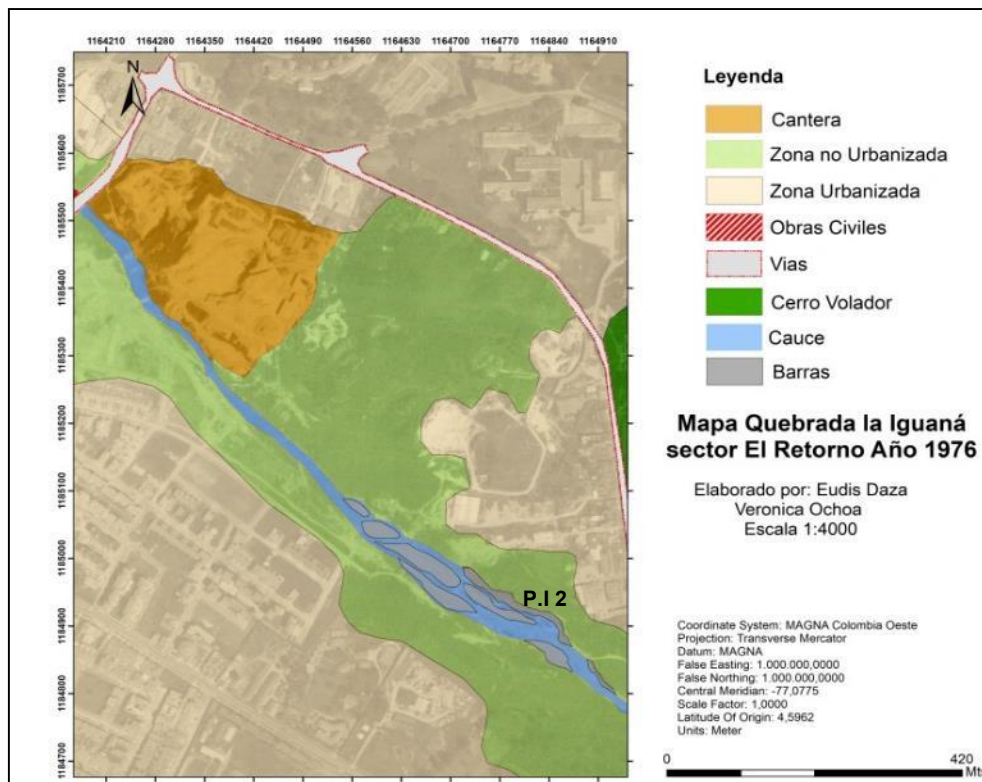 1164210 1164280 1164350 1164420 1164490 1164560 1164630 1164700 1164770 1164840 1164910
N
1185700
1185600
1185500
1185400
1185300
1185200
1185100
1185000
1184900
1184800
1184700
P.I 2
Leyenda
Cantera
Zona no Urbanizada
Zona Urbanizada
Obras Civiles
Vias
Cerro Volador
Cauce
Barras
Mapa Quebrada la Iguaná
sector El Retorno Año 1976
Elaborado por: Eudis Daza
Veronica Ochoa
Escala 1:4000
Coordinate System: MAGNA Colombia Oeste
Projection: Transverse Mercator
Datum: MAGNA
False Easting: 1.000.000,0000
False Northing: 1.000.000,0000
Central Meridian: -77,0775
Scale Factor: 1,0000
Latitude Of Origin: 4,5962
Units: Meter
0 420
Mts